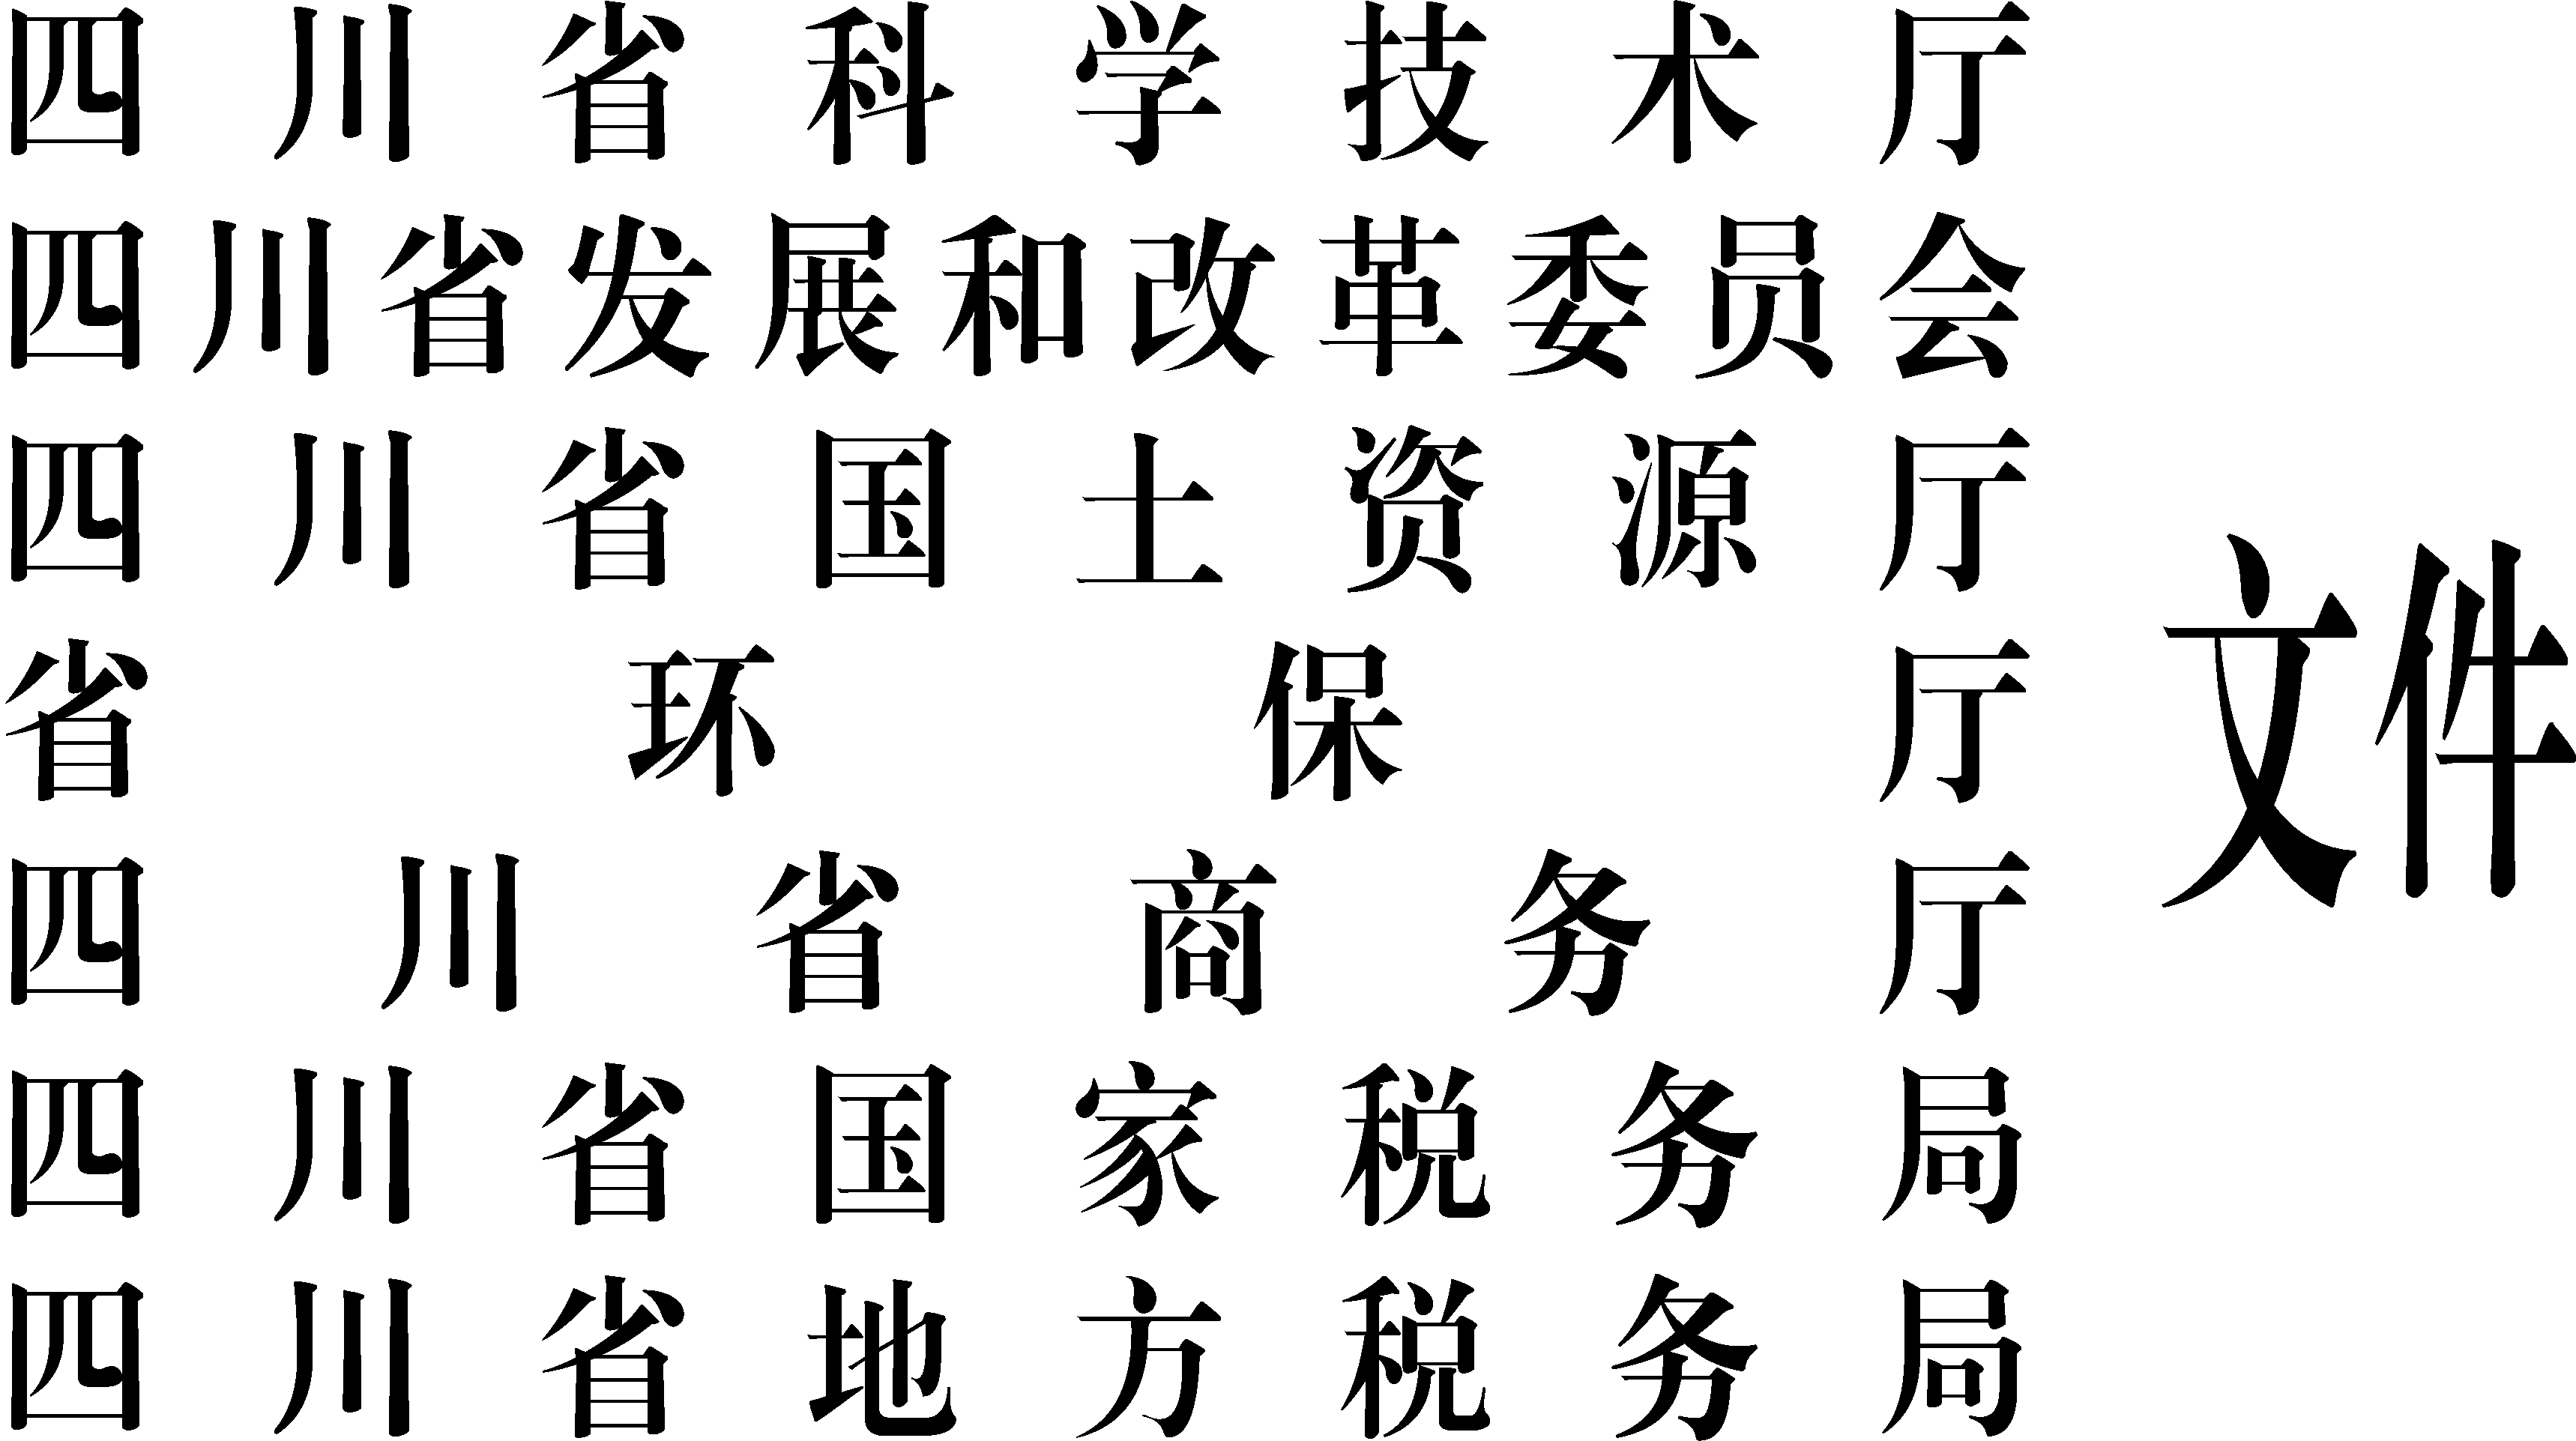 四川省科学技术厅
四川省发展和改革委员会
四川省国土资源厅
省环保厅
四川省商务厅
四川省国家税务局
四川省地方税务局
文件